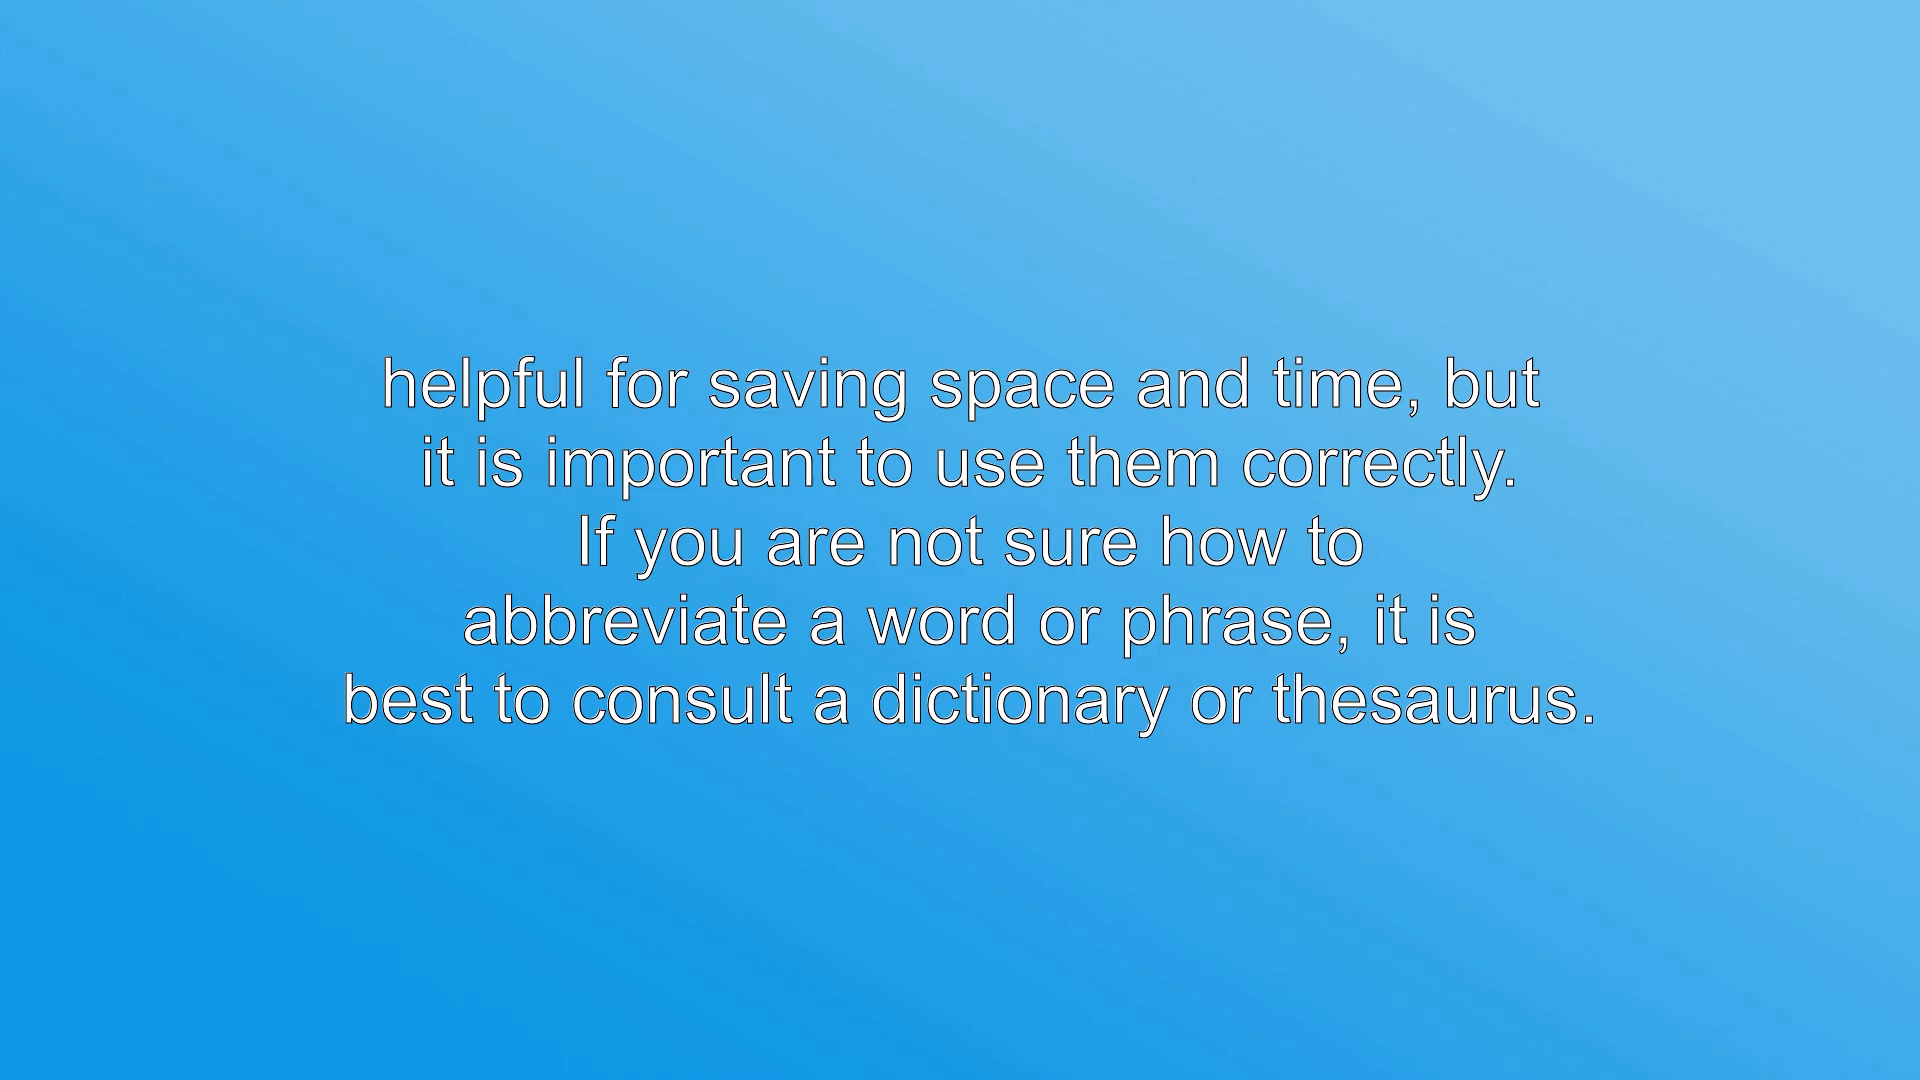 helpful for saving space and time, but
it is important to use them correctly.
If you are not sure how to
abbreviate a word or phrase, it is
best to consult a dictionary or thesaurus.